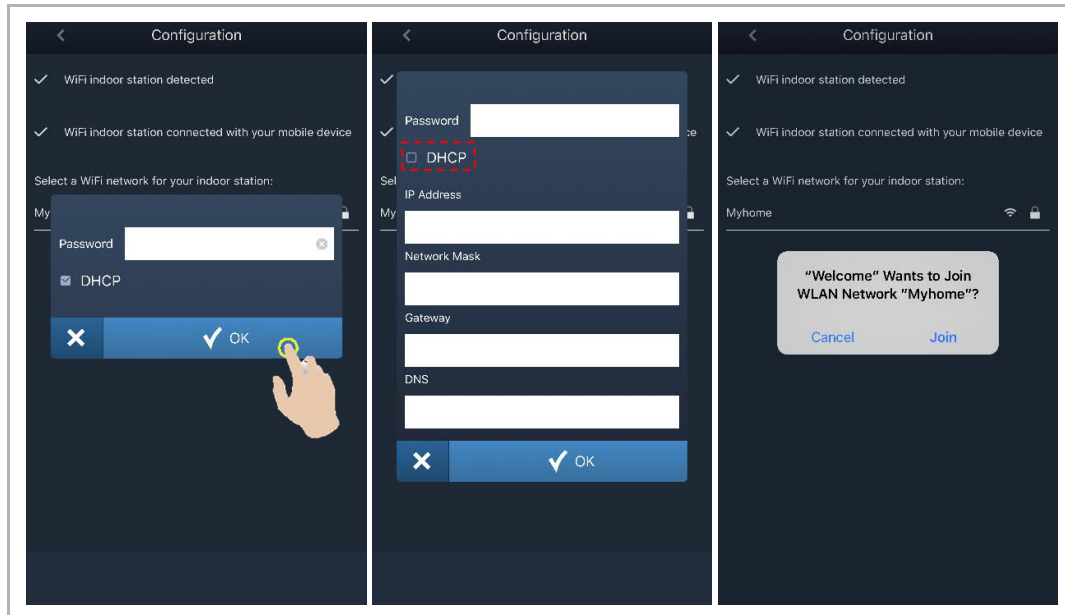 Configuration
WiFi indoor station detected
WiFi indoor station connected with your mobile device
Select a WiFi network for your indoor station:
My
Password
DHCP
OK
Configuration
Password
DHCP
Sel
IP Address
My
Network Mask
Gateway
DNS
OK
Configuration
WiFi indoor station detected
WiFi indoor station connected with your mobile device
Select a WiFi network for your indoor station:
Myhome
"Welcome" Wants to Join
WLAN Network "Myhome"?
Cancel Join